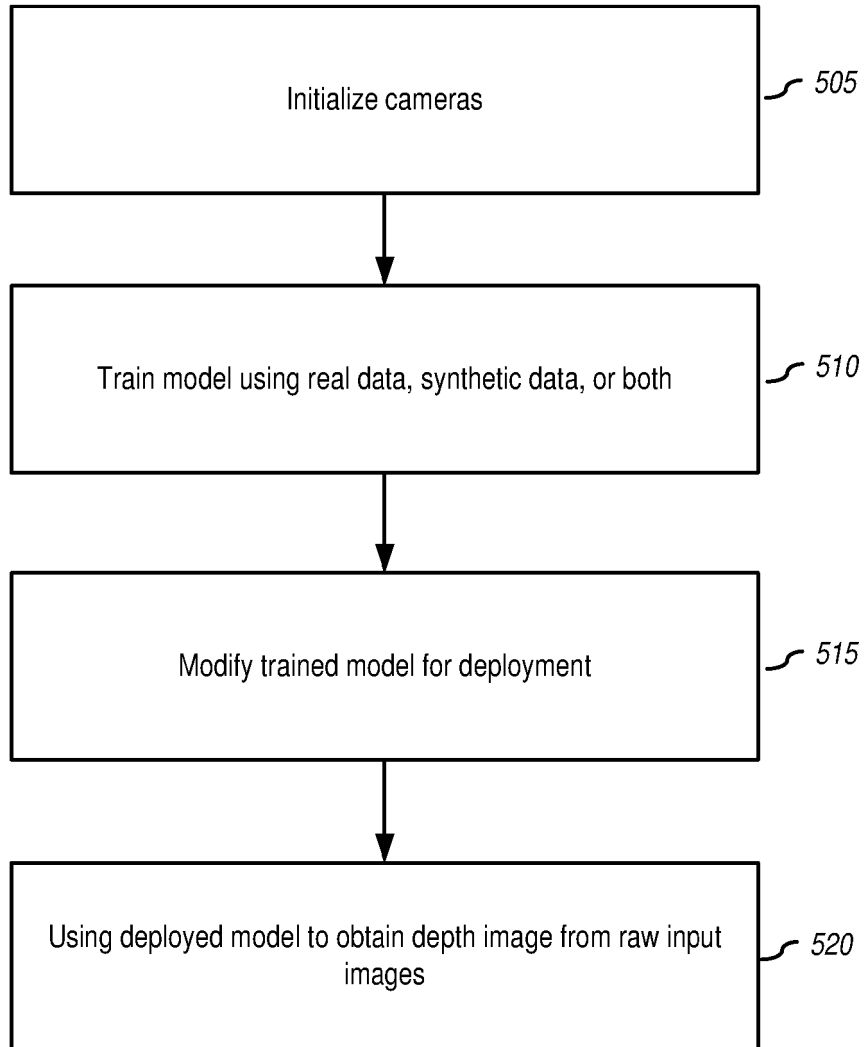 Initialize cameras
505
Train model using real data, synthetic data, or both
510
Modify trained model for deployment
515
Using deployed model to obtain depth image from raw input
images
520